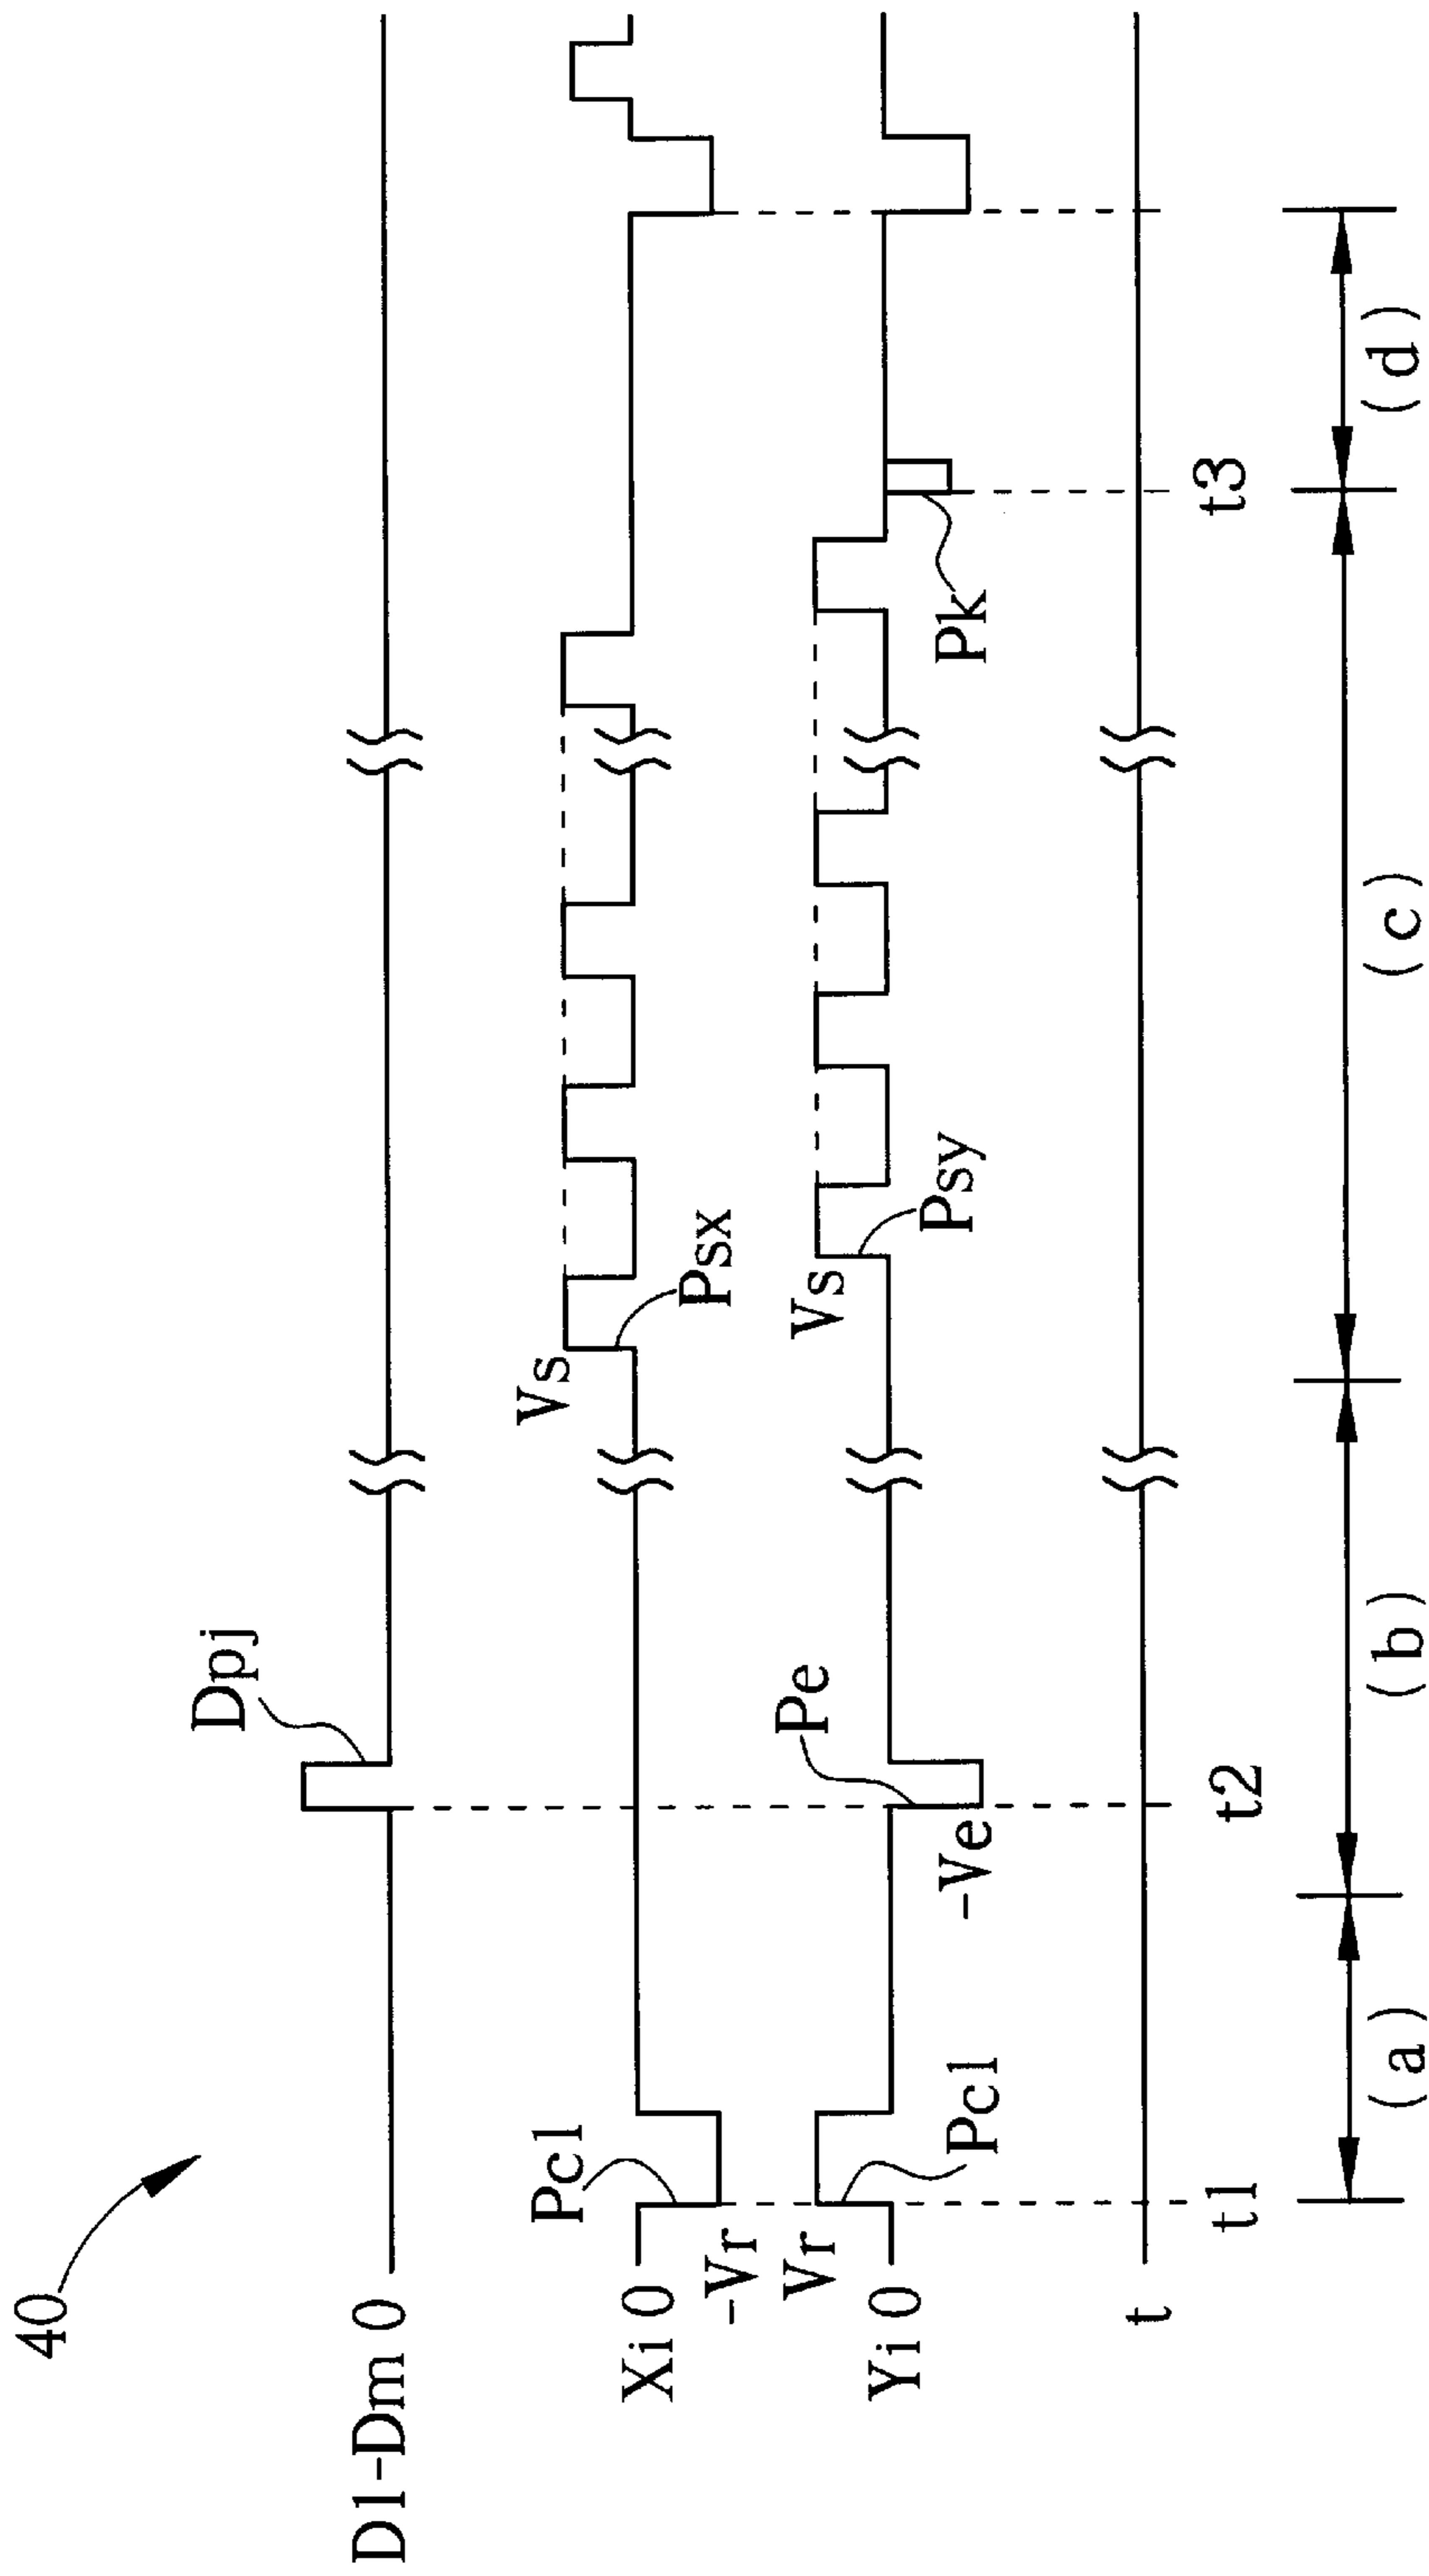 40
D1-Dm 0
Dpj
Xi 0
Pc1
-Vr
Vs
Psx
Yi 0
Vr
Pc1
Pe
-Ve
Vs
Psy
Pk
t
t1
t2
t3
(a)
(b)
(c)
(d)